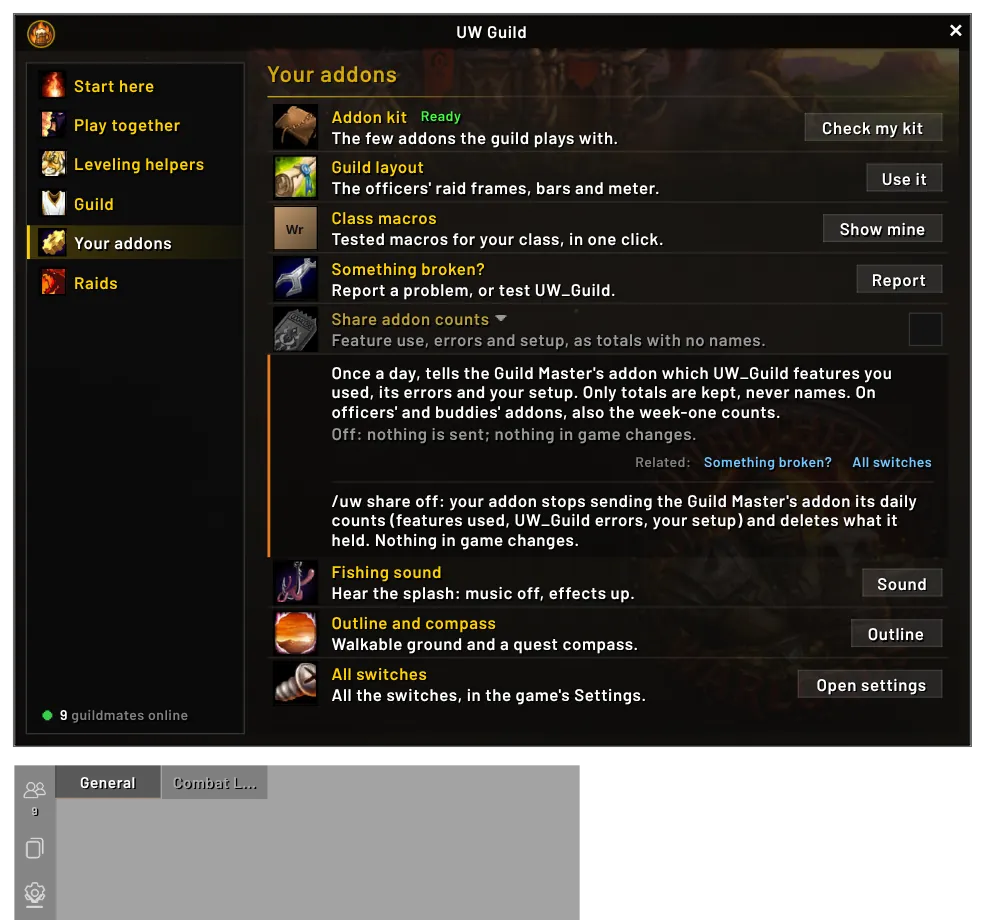 UW Guild
Start here
Play together
Leveling helpers
Guild
Your addons
Raids
9 guildmates online
Your addons
Addon kit Ready
The few addons the guild plays with.
Check my kit
Guild layout
The officers' raid frames, bars and meter.
Use it
Wr
Class macros
Tested macros for your class, in one click.
Show mine
Something broken?
Report a problem, or test UW_Guild.
Report
Share addon counts
Feature use, errors and setup, as totals with no names.
Once a day, tells the Guild Master's addon which UW_Guild features you
used, its errors and your setup. Only totals are kept, never names. On
officers' and buddies' addons, also the week-one counts.
Off: nothing is sent; nothing in game changes.
Related: Something broken? All switches
/uw share off: your addon stops sending the Guild Master's addon its daily
counts (features used, UW_Guild errors, your setup) and deletes what it
held. Nothing in game changes.
Fishing sound
Hear the splash: music off, effects up.
Sound
Outline and compass
Walkable ground and a quest compass.
Outline
All switches
All the switches, in the game's Settings.
Open settings
General
Combat L...
9